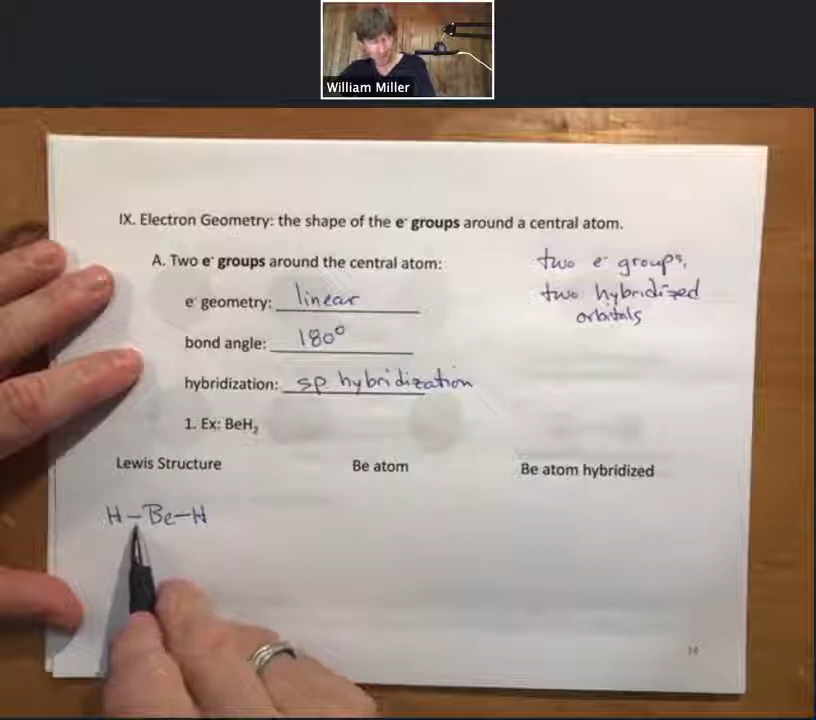 William Miller
IX. Electron Geometry: the shape of the e⁻ groups around a central atom.
A. Two e⁻ groups around the central atom:
two e⁻ groups,
two hybridized
orbitals
e⁻ geometry: linear
bond angle: 180°
hybridization: sp hybridization
1. Ex: BeH₂
Lewis Structure Be atom Be atom hybridized
H-Be-H
14